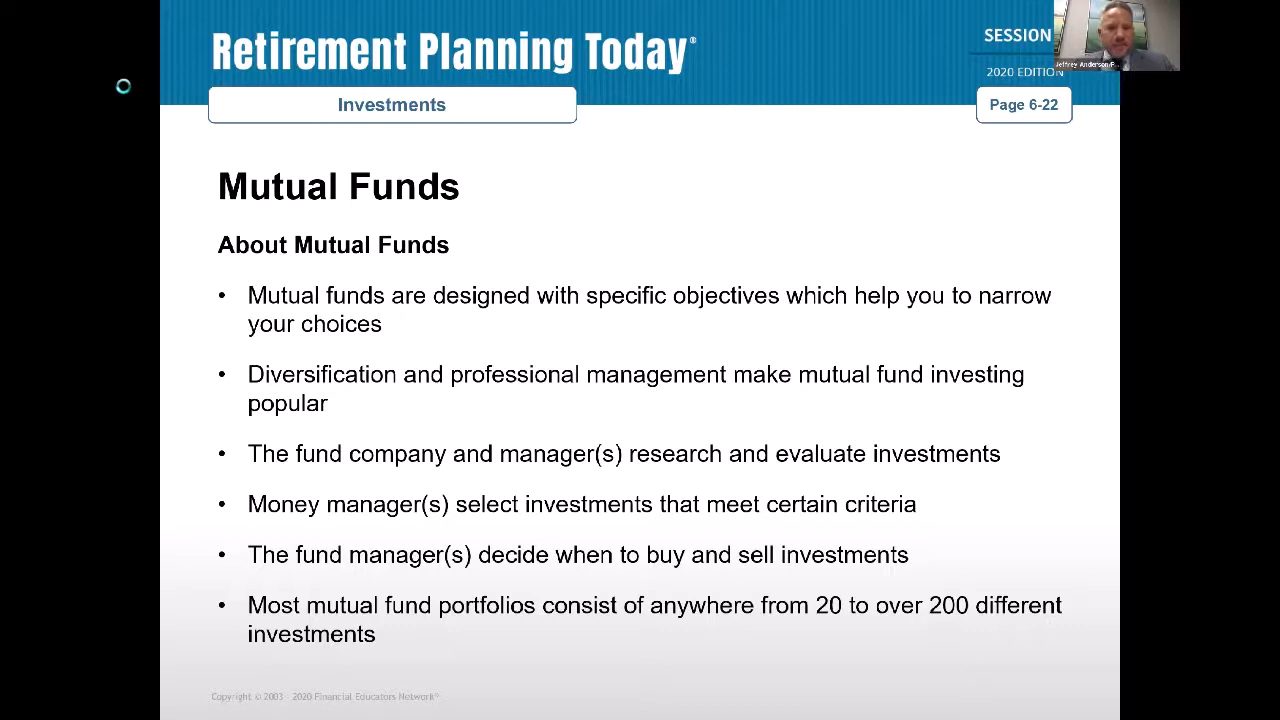 Retirement Planning Today®
SESSION
2020 EDITION
Jeffrey Anderson/F...
Investments
Page 6-22
Mutual Funds
About Mutual Funds
• Mutual funds are designed with specific objectives which help you to narrow
your choices
• Diversification and professional management make mutual fund investing
popular
• The fund company and manager(s) research and evaluate investments
• Money manager(s) select investments that meet certain criteria
• The fund manager(s) decide when to buy and sell investments
• Most mutual fund portfolios consist of anywhere from 20 to over 200 different
investments
Copyright © 2003 - 2020 Financial Educators Network®